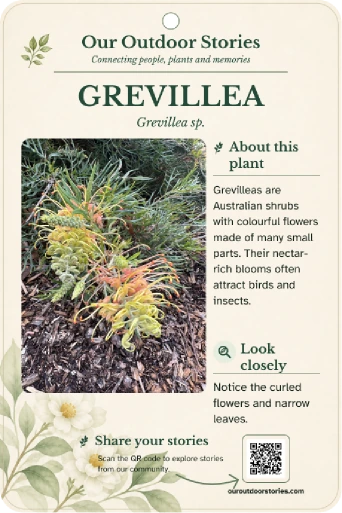 Our Outdoor Stories
Connecting people, plants and memories
GREVILLEA
Grevillea sp.
About this
plant
Grevilleas are
Australian shrubs
with colourful flowers
made of many small
parts. Their nectar-
rich blooms often
attract birds and
insects.
Look
closely
Notice the curled
flowers and narrow
leaves.
Share your stories
Scan the QR code to explore stories
from our community.
ouroutdoorstories.com